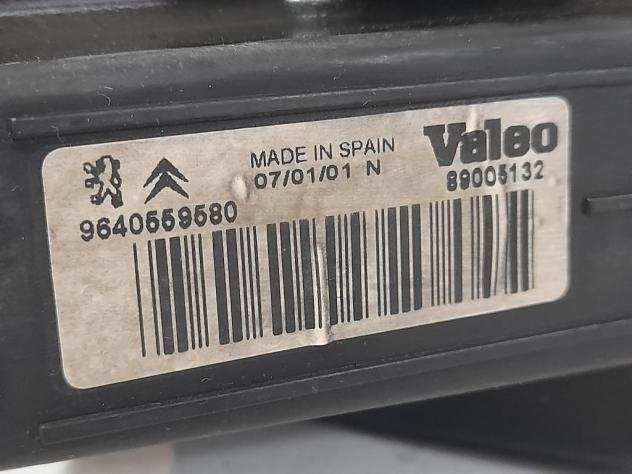 MADE IN SPAIN
07/01/01 N
Valeo
89005132
9640559580